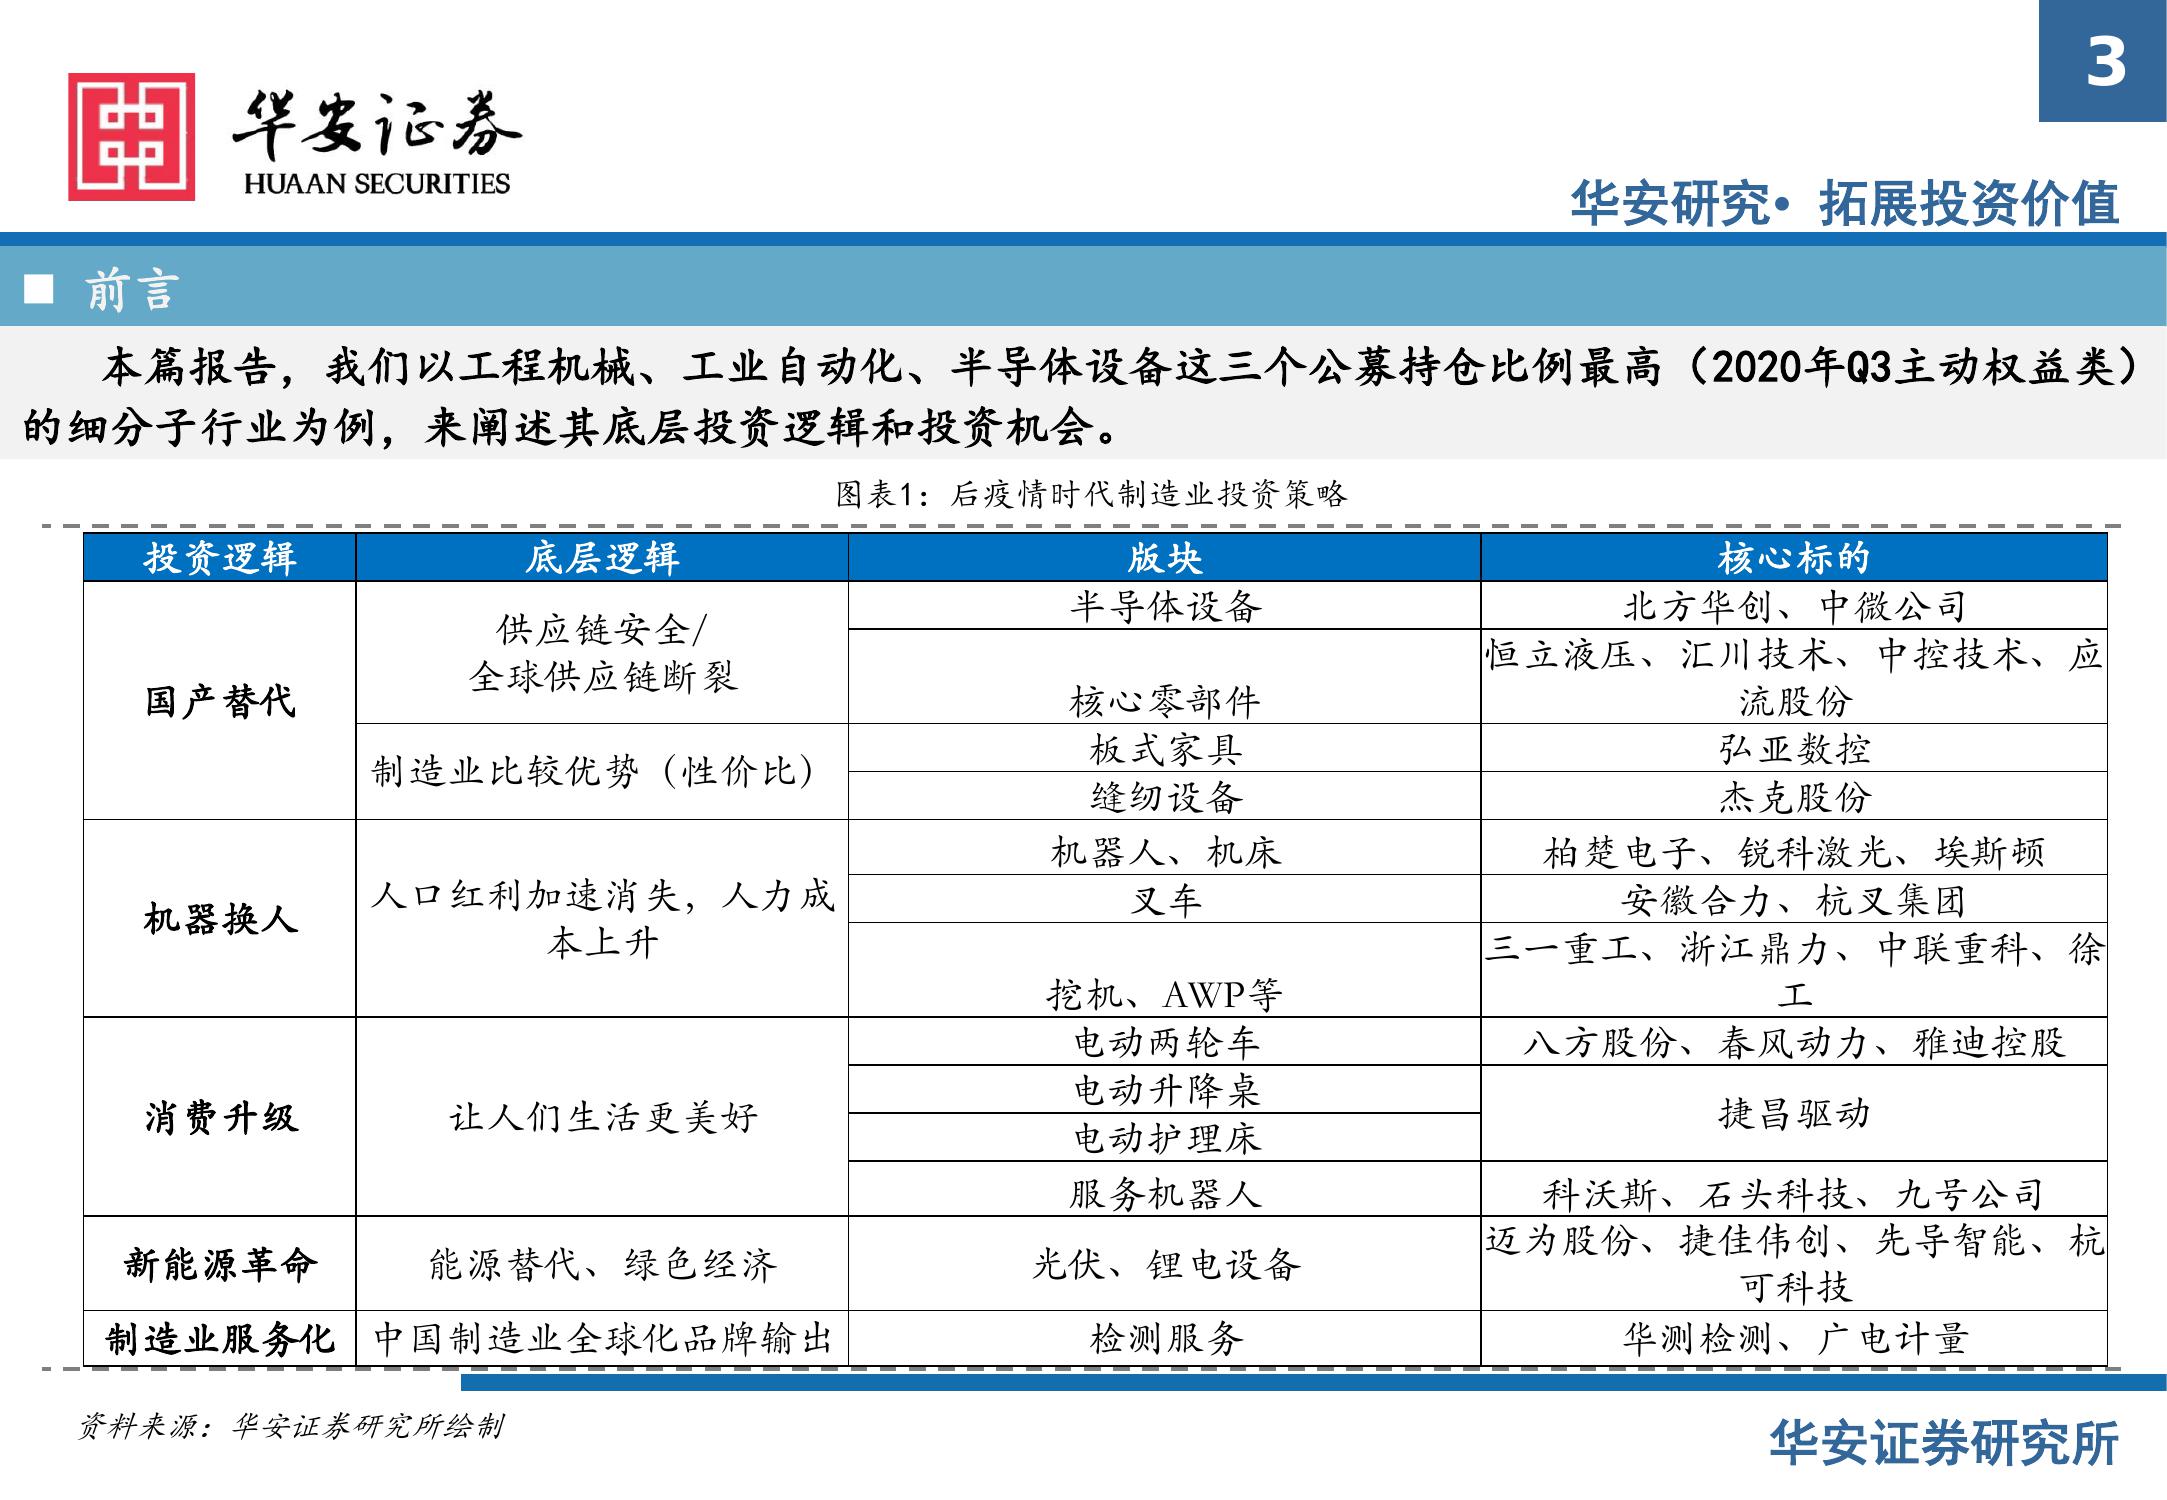 3
华安证券
HUAAN SECURITIES
华安研究• 拓展投资价值
■ 前言
本篇报告，我们以工程机械、工业自动化、半导体设备这三个公募持仓比例最高（2020年Q3主动权益类）
的细分子行业为例，来阐述其底层投资逻辑和投资机会。
图表1：后疫情时代制造业投资策略
投资逻辑 底层逻辑 版块 核心标的
国产替代
供应链安全/
全球供应链断裂
半导体设备 北方华创、中微公司
核心零部件
恒立液压、汇川技术、中控技术、应
流股份
制造业比较优势（性价比）
板式家具 弘亚数控
缝纫设备 杰克股份
机器换人
人口红利加速消失，人力成
本上升
机器人、机床 柏楚电子、锐科激光、埃斯顿
叉车 安徽合力、杭叉集团
挖机、AWP等
三一重工、浙江鼎力、中联重科、徐
工
消费升级
让人们生活更美好
电动两轮车 八方股份、春风动力、雅迪控股
电动升降桌
电动护理床
捷昌驱动
服务机器人 科沃斯、石头科技、九号公司
新能源革命 能源替代、绿色经济 光伏、锂电设备
迈为股份、捷佳伟创、先导智能、杭
可科技
制造业服务化 中国制造业全球化品牌输出 检测服务 华测检测、广电计量
资料来源：华安证券研究所绘制
华安证券研究所